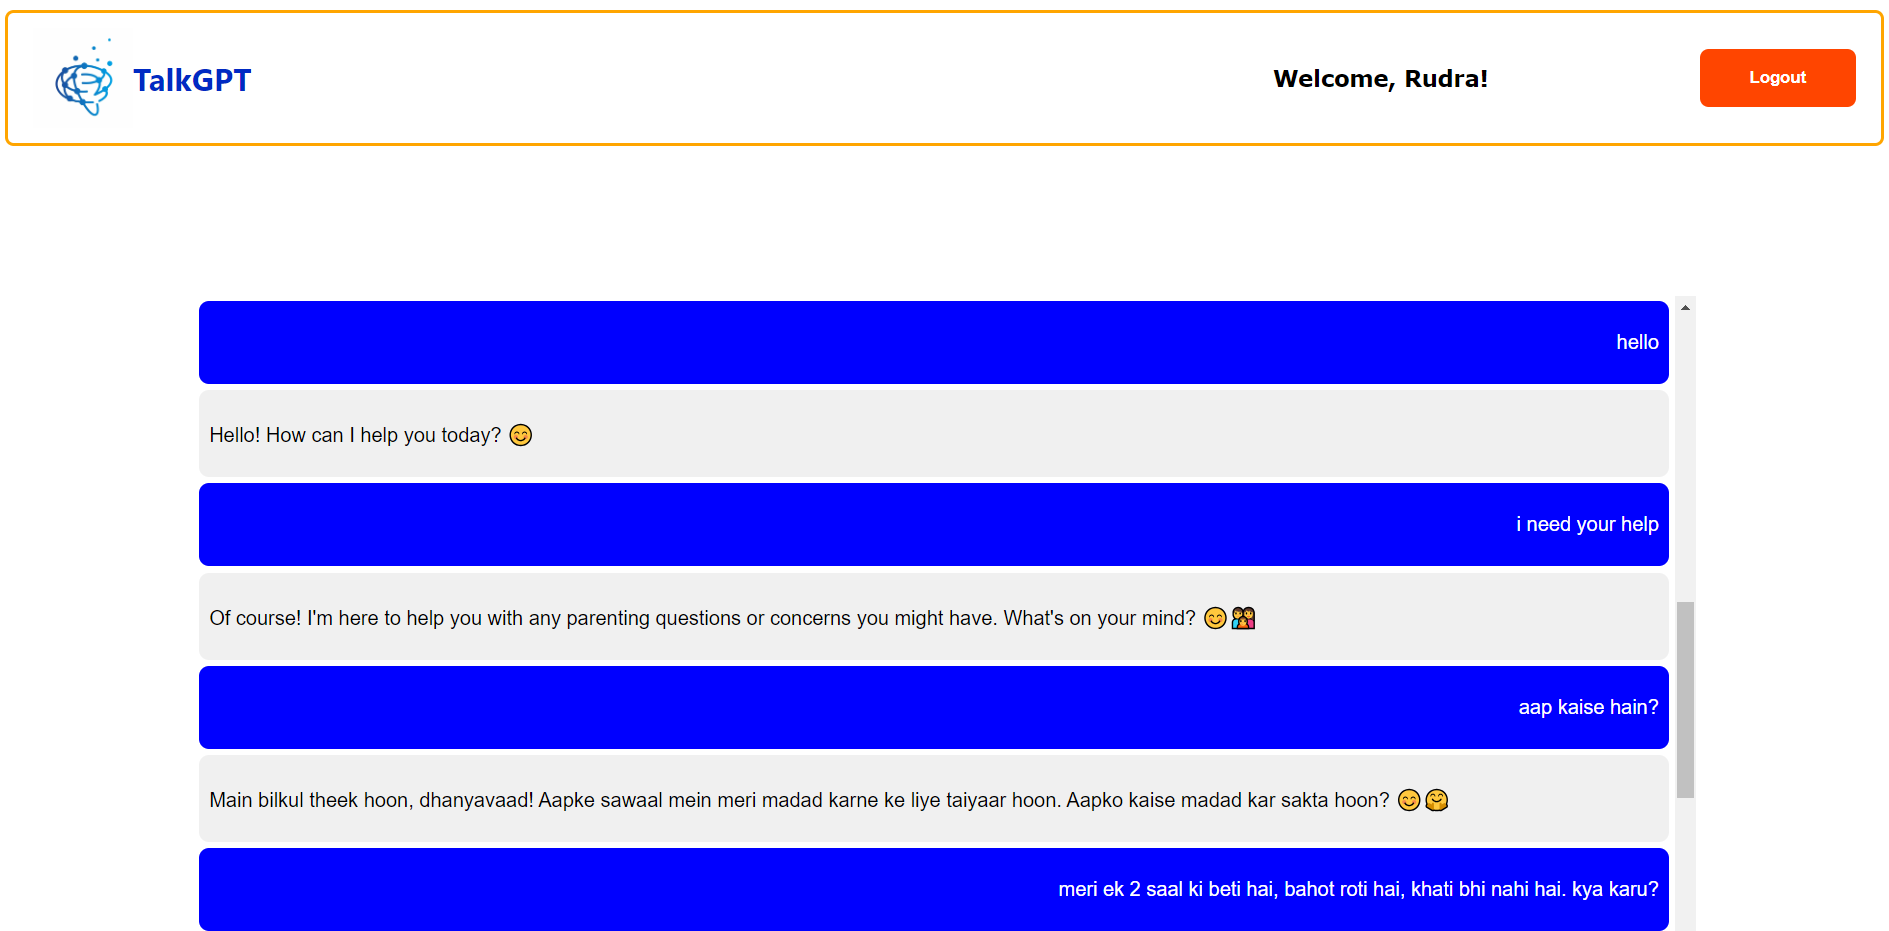 TalkGPT
Welcome, Rudra!
Logout
hello
Hello! How can I help you today? 😊
i need your help
Of course! I'm here to help you with any parenting questions or concerns you might have. What's on your mind? 😊👨‍👩‍👧
aap kaise hain?
Main bilkul theek hoon, dhanyavaad! Aapke sawaal mein meri madad karne ke liye taiyaar hoon. Aapko kaise madad kar sakta hoon? 😊🤗
meri ek 2 saal ki beti hai, bahot roti hai, khati bhi nahi hai. kya karu?